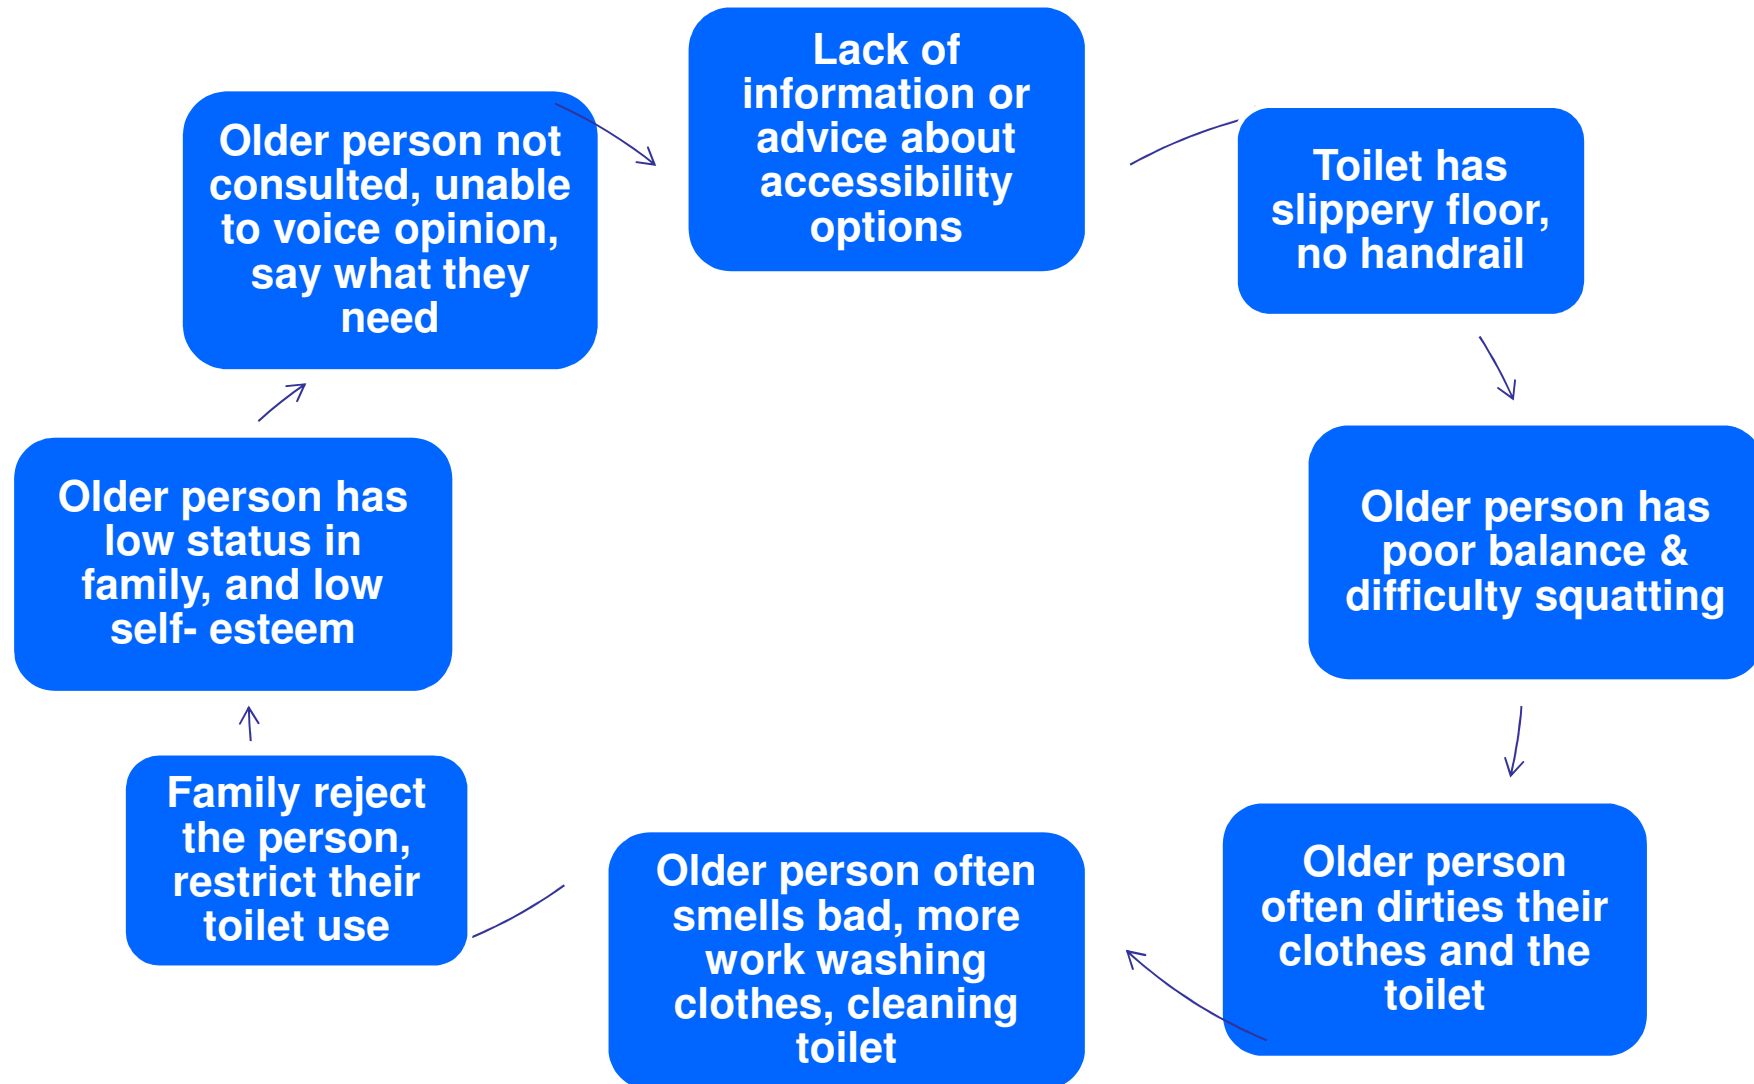 Lack of
information or
advice about
accessibility
options
Toilet has
slippery floor,
no handrail
Older person has
poor balance &
difficulty squatting
Older person
often dirties their
clothes and the
toilet
Older person often
smells bad, more
work washing
clothes, cleaning
toilet
Family reject
the person,
restrict their
toilet use
Older person has
low status in
family, and low
self- esteem
Older person not
consulted, unable
to voice opinion,
say what they
need